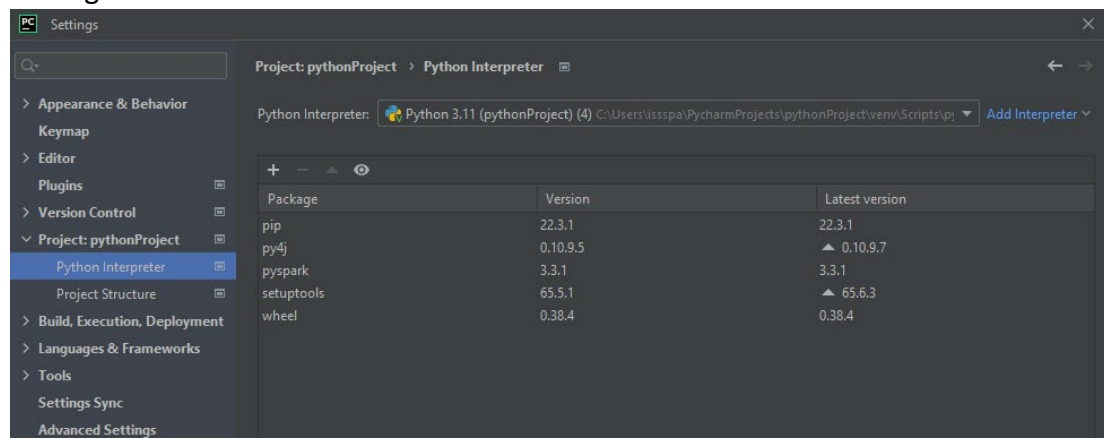 PC Settings
Project: pythonProject > Python Interpreter
Python Interpreter: Python 3.11 (pythonProject) (4) C:\Users\issspa\PycharmProjects\pythonProject\venv\Scripts\
Add Interpreter
Appearance & Behavior
Keymap
Editor
Plugins
Version Control
Project: pythonProject
Python Interpreter
Project Structure
Build, Execution, Deployment
Languages & Frameworks
Tools
Settings Sync
Advanced Settings
Package Version Latest version
pip 22.3.1 22.3.1
py4j 0.10.9.5 0.10.9.7
pyspark 3.3.1 3.3.1
setuptools 65.5.1 65.6.3
wheel 0.38.4 0.38.4